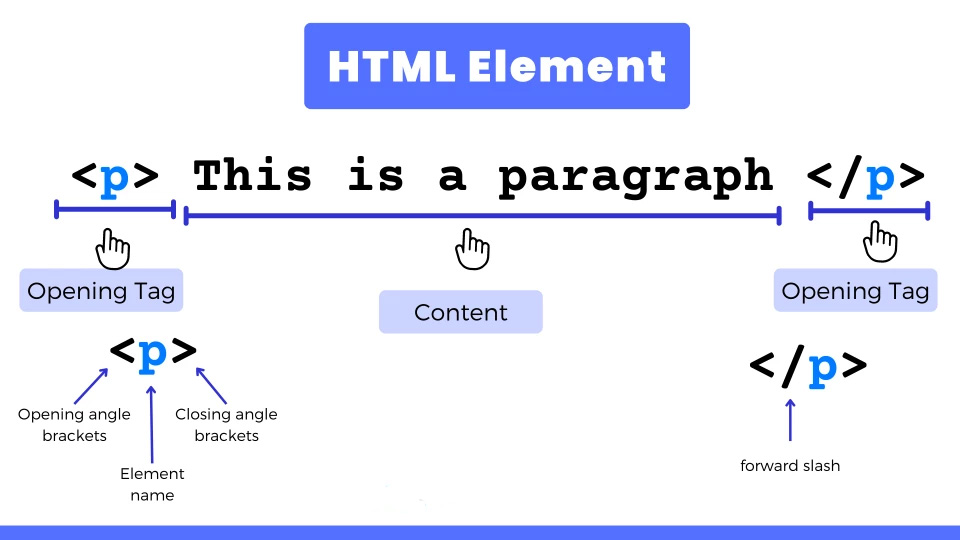 HTML Element
<p> This is a paragraph </p>
Opening Tag
Content
Opening Tag
<p>
</p>
Opening angle
brackets
Closing angle
brackets
Element
name
forward slash